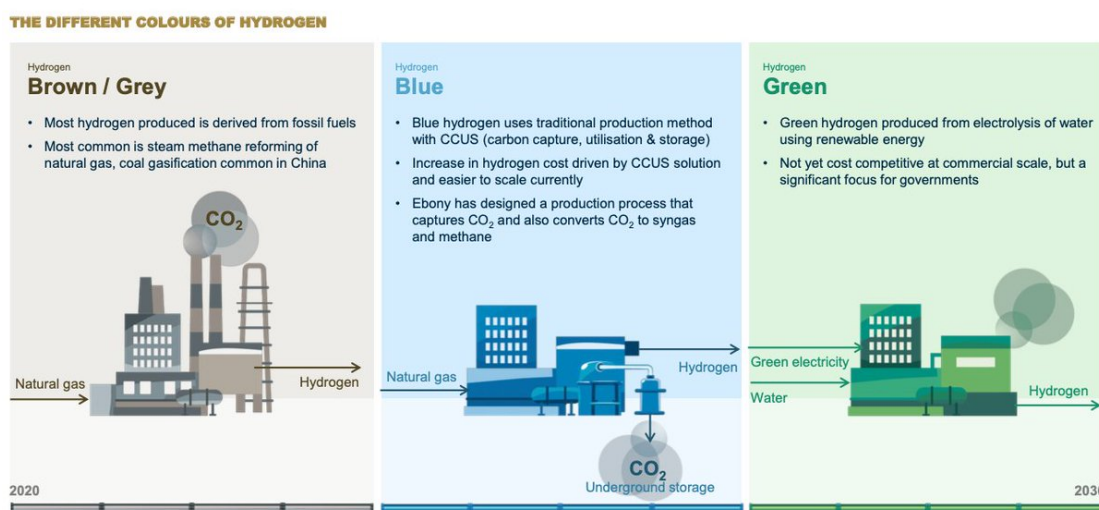 THE DIFFERENT COLOURS OF HYDROGEN
Hydrogen
Brown / Grey
• Most hydrogen produced is derived from fossil fuels
• Most common is steam methane reforming of
natural gas, coal gasification common in China
CO₂
Natural gas
Hydrogen
2020
Hydrogen
Blue
• Blue hydrogen uses traditional production method
with CCUS (carbon capture, utilisation & storage)
• Increase in hydrogen cost driven by CCUS solution
and easier to scale currently
• Ebony has designed a production process that
captures CO₂ and also converts CO₂ to syngas
and methane
Natural gas
Hydrogen
CO₂
Underground storage
Hydrogen
Green
• Green hydrogen produced from electrolysis of water
using renewable energy
• Not yet cost competitive at commercial scale, but a
significant focus for governments
Green electricity
Water
Hydrogen
2030